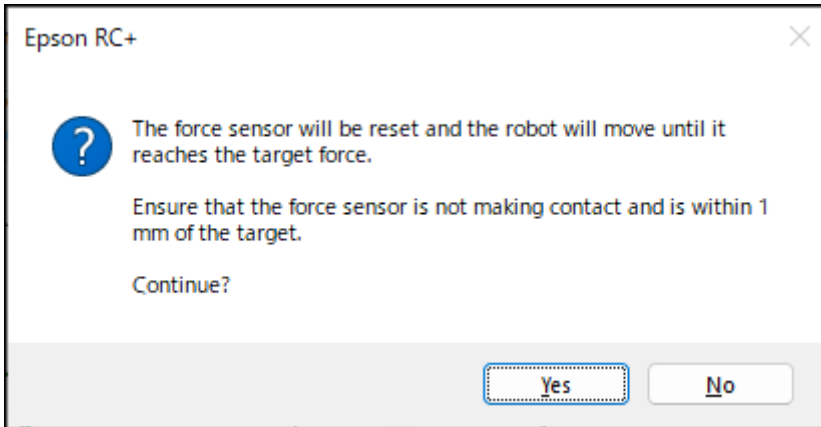 Epson RC+
The force sensor will be reset and the robot will move until it
reaches the target force.
Ensure that the force sensor is not making contact and is within 1
mm of the target.
Continue?
Yes
No